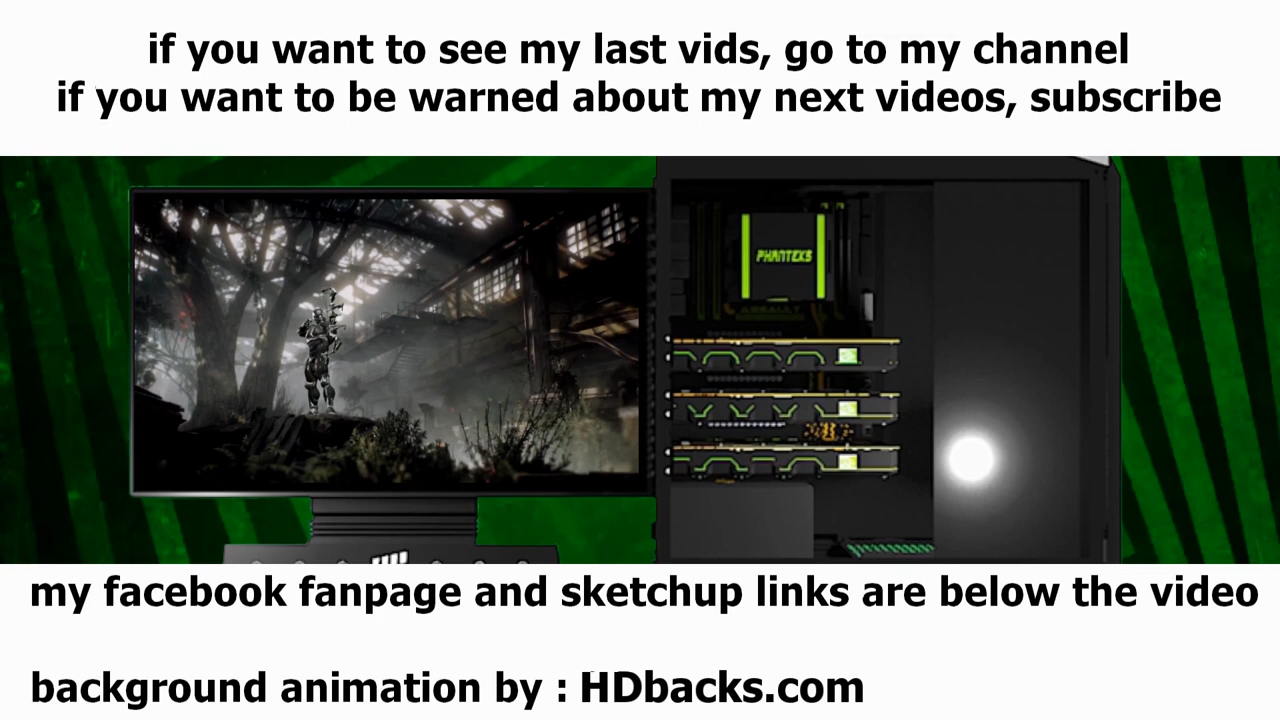 if you want to see my last vids, go to my channel
if you want to be warned about my next videos, subscribe
PHANTEKS
my facebook fanpage and sketchup links are below the video
background animation by : HDbacks.com